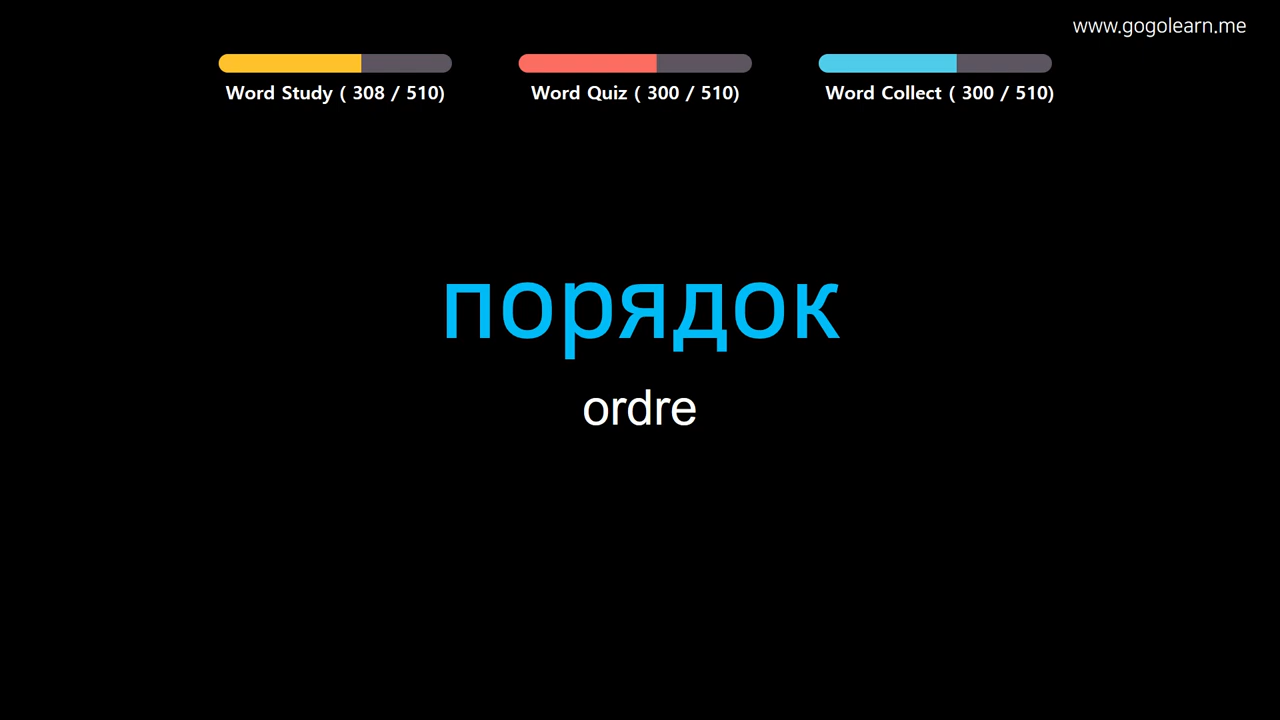 www.gogolearn.me
Word Study ( 308 / 510)
Word Quiz ( 300 / 510)
Word Collect ( 300 / 510)
порядок
ordre